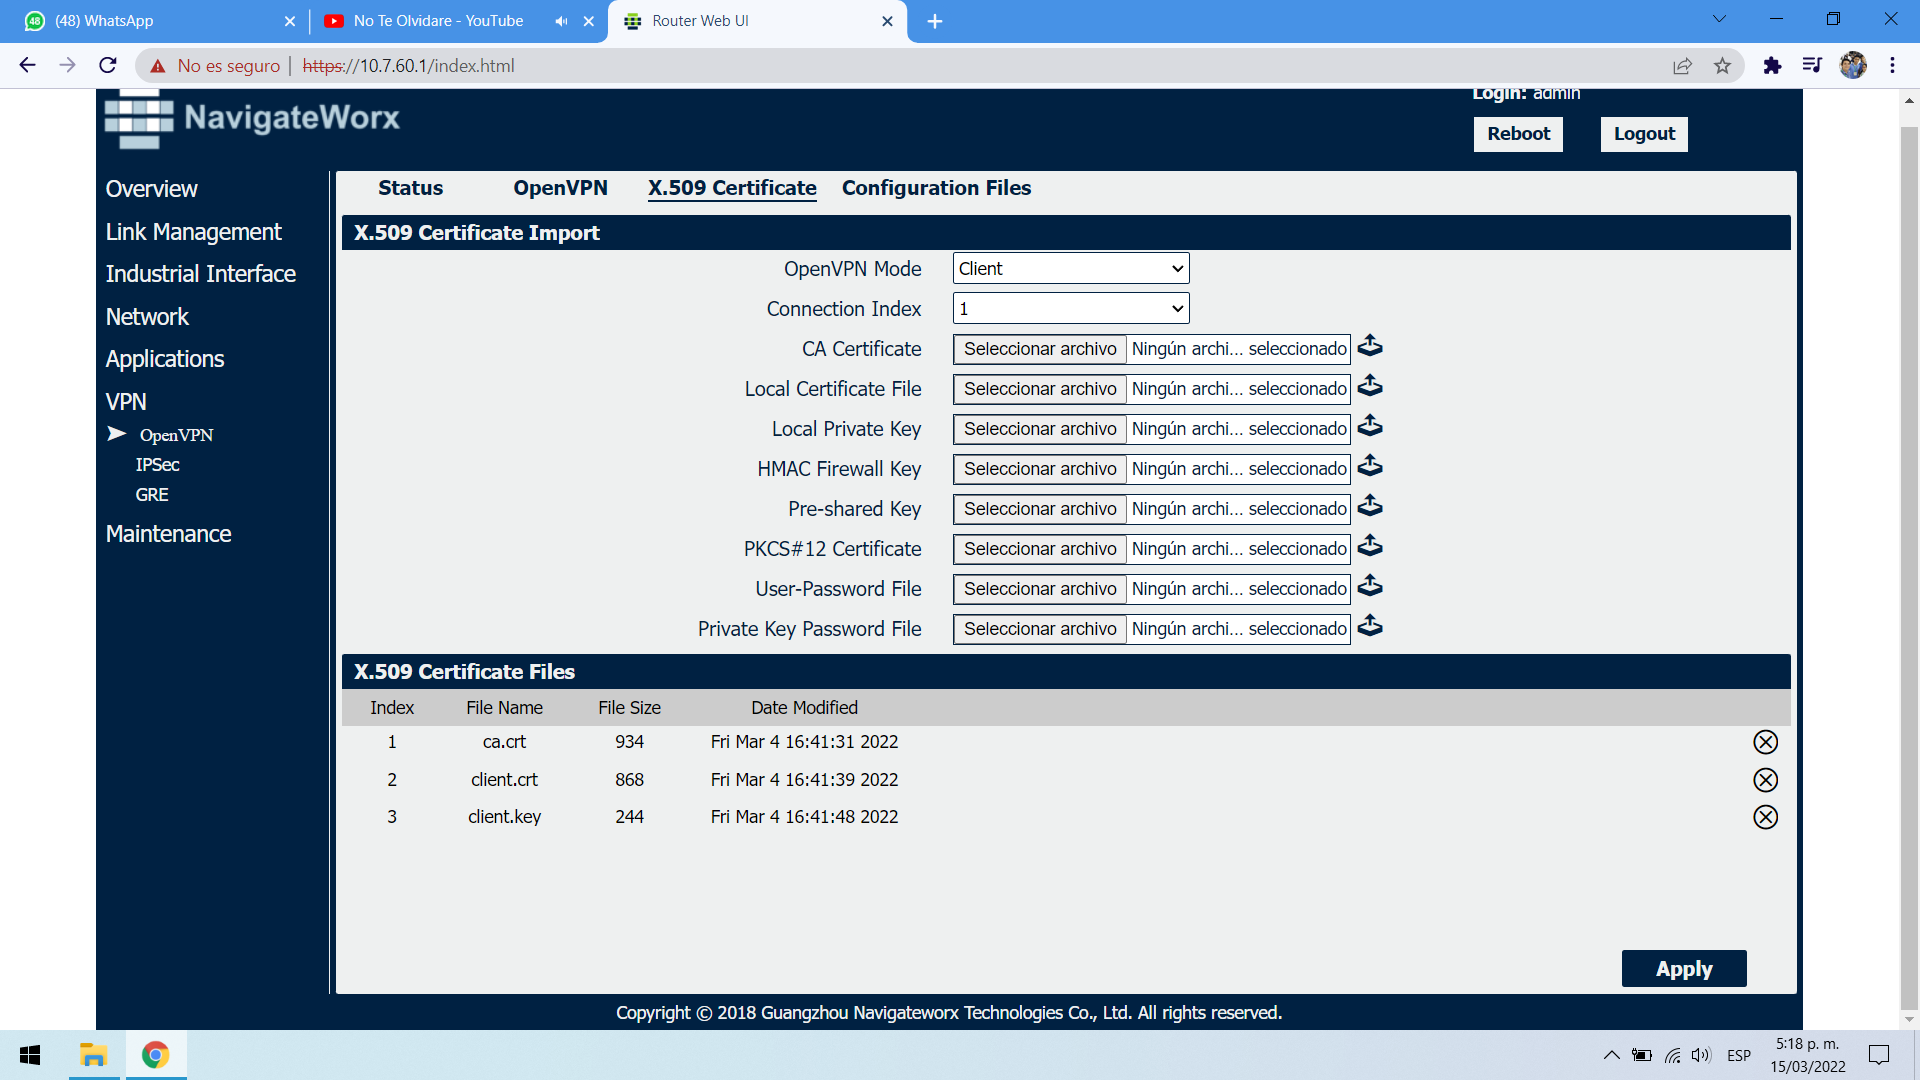 (48) WhatsApp
No Te Olvidare - YouTube
Router Web UI
No es seguro
https://10.7.60.1/index.html
NavigateWorx
Login: admin
Reboot
Logout
Overview
Link Management
Industrial Interface
Network
Applications
VPN
OpenVPN
IPSec
GRE
Maintenance
Status
OpenVPN
X.509 Certificate
Configuration Files
X.509 Certificate Import
OpenVPN Mode
Client
Connection Index
1
CA Certificate
Seleccionar archivo
Ningún archi... seleccionado
Local Certificate File
Seleccionar archivo
Ningún archi... seleccionado
Local Private Key
Seleccionar archivo
Ningún archi... seleccionado
HMAC Firewall Key
Seleccionar archivo
Ningún archi... seleccionado
Pre-shared Key
Seleccionar archivo
Ningún archi... seleccionado
PKCS#12 Certificate
Seleccionar archivo
Ningún archi... seleccionado
User-Password File
Seleccionar archivo
Ningún archi... seleccionado
Private Key Password File
Seleccionar archivo
Ningún archi... seleccionado
X.509 Certificate Files
Index File Name File Size Date Modified
1 ca.crt 934 Fri Mar 4 16:41:31 2022
2 client.crt 868 Fri Mar 4 16:41:39 2022
3 client.key 244 Fri Mar 4 16:41:48 2022
Apply
Copyright © 2018 Guangzhou Navigateworx Technologies Co., Ltd. All rights reserved.
ESP
5:18 p. m.
15/03/2022